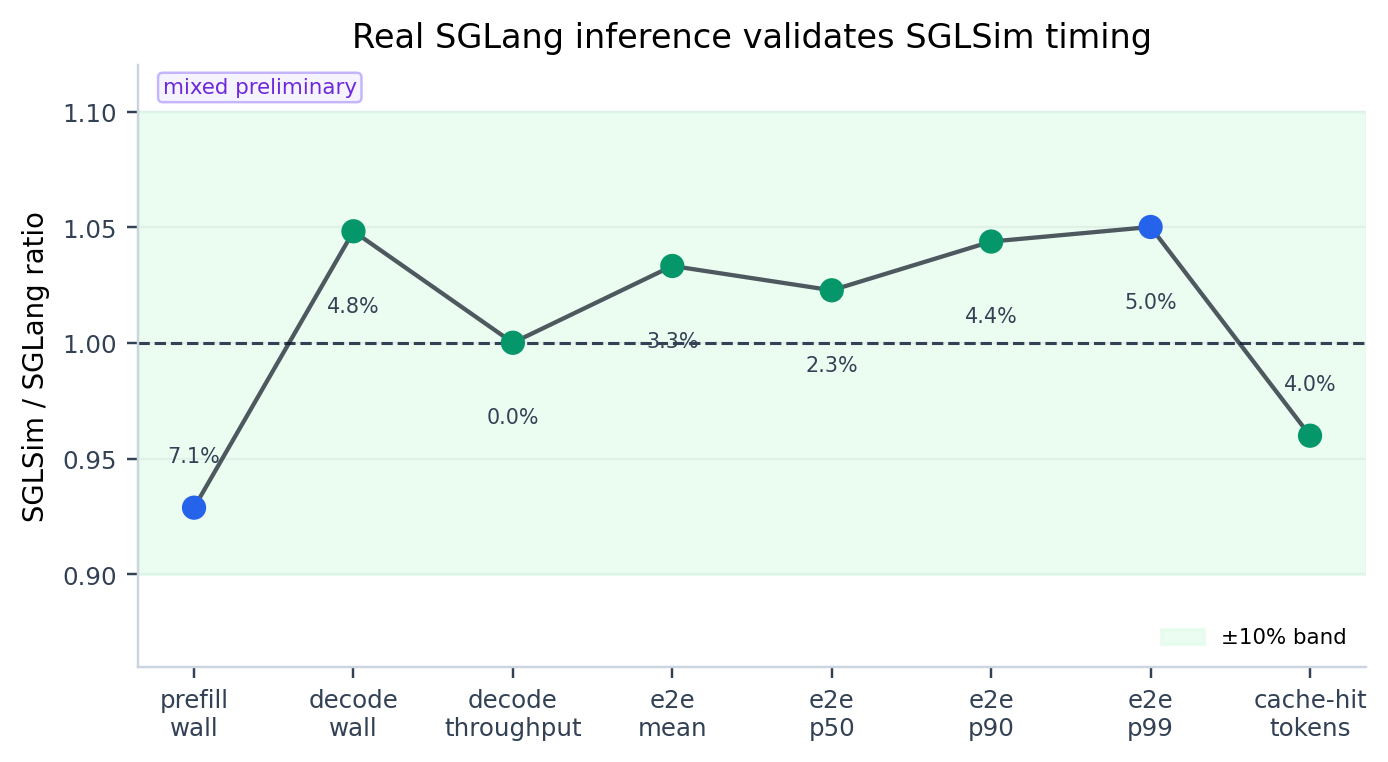 Real SGLang inference validates SGLSim timing
mixed preliminary
SGLSim / SGLang ratio
1.10
1.05
1.00
0.95
0.90
7.1%
4.8%
0.0%
3.3%
2.3%
4.4%
5.0%
4.0%
±10% band
prefill
wall
decode
wall
decode
throughput
e2e
mean
e2e
p50
e2e
p90
e2e
p99
cache-hit
tokens